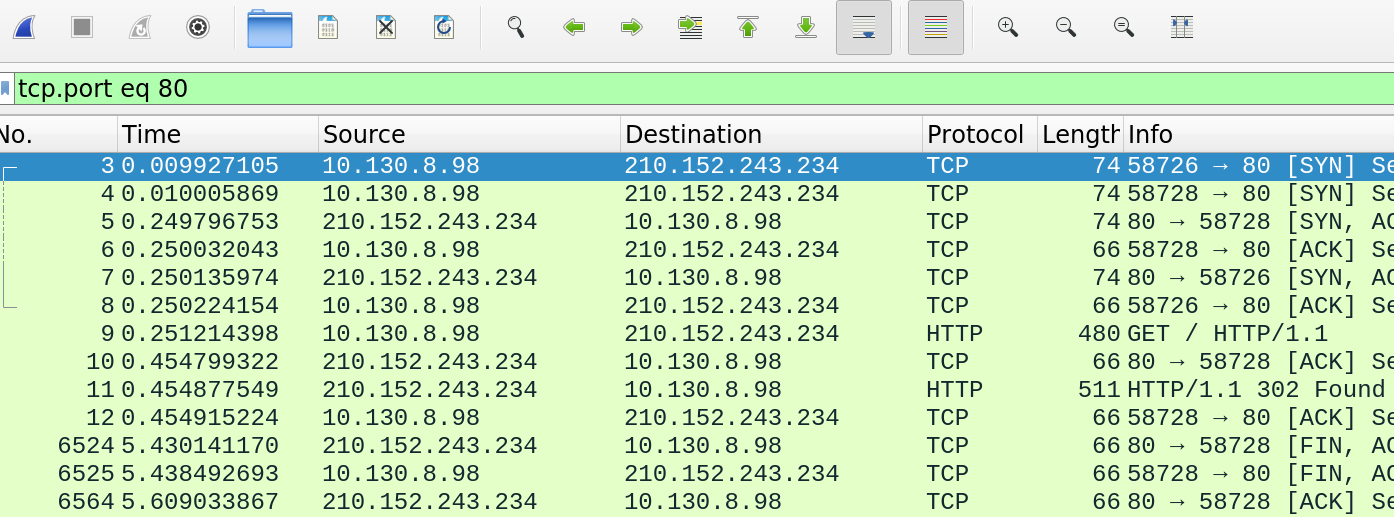 tcp.port eq 80
No. Time Source Destination Protocol Length Info
3 0.009927105 10.130.8.98 210.152.243.234 TCP 74 58726 → 80 [SYN] Se
4 0.010005869 10.130.8.98 210.152.243.234 TCP 74 58728 → 80 [SYN] Se
5 0.249796753 210.152.243.234 10.130.8.98 TCP 74 80 → 58728 [SYN, AC
6 0.250032043 10.130.8.98 210.152.243.234 TCP 66 58728 → 80 [ACK] Se
7 0.250135974 210.152.243.234 10.130.8.98 TCP 74 80 → 58726 [SYN, AC
8 0.250224154 10.130.8.98 210.152.243.234 TCP 66 58726 → 80 [ACK] Se
9 0.251214398 10.130.8.98 210.152.243.234 HTTP 480 GET / HTTP/1.1
10 0.454799322 210.152.243.234 10.130.8.98 TCP 66 80 → 58728 [ACK] Se
11 0.454877549 210.152.243.234 10.130.8.98 HTTP 511 HTTP/1.1 302 Found
12 0.454915224 10.130.8.98 210.152.243.234 TCP 66 58728 → 80 [ACK] Se
6524 5.430141170 210.152.243.234 10.130.8.98 TCP 66 80 → 58728 [FIN, AC
6525 5.438492693 10.130.8.98 210.152.243.234 TCP 66 58728 → 80 [FIN, AC
6564 5.609033867 210.152.243.234 10.130.8.98 TCP 66 80 → 58728 [ACK] Se